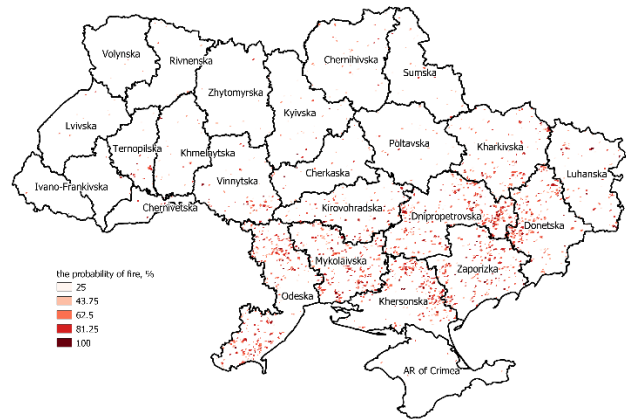 Volynska
Rivnenska
Chernihivska
Sumska
Zhytomyrska
Kyivska
Lvivska
Ternopilska
Khmelnytska
Poltavska
Kharkivska
Luhanska
Cherkaska
Vinnytska
Ivano-Frankivska
Chernivetska
Kirovohradska
Dnipropetrovska
Donetska
Mykolaivska
Zaporizka
Odeska
Khersonska
AR of Crimea
the probability of fire, %
25
43.75
62.5
81.25
100